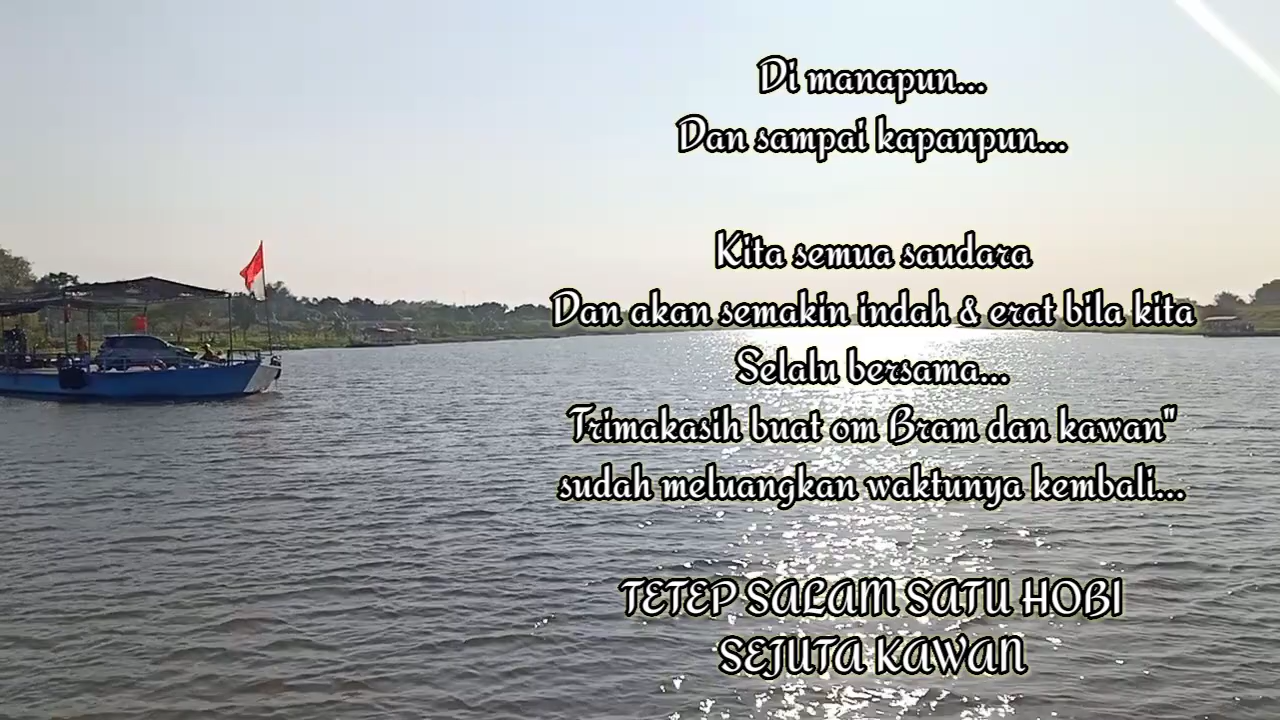 Di manapun...
Dan sampai kapanpun...
Kita semua saudara
Dan akan semakin indah & erat bila kita
Selalu bersama...
Trimakasih buat om Bram dan kawan"
sudah meluangkan waktunya kembali...
TETEP SALAM SATU HOBI
SEJUTA KAWAN